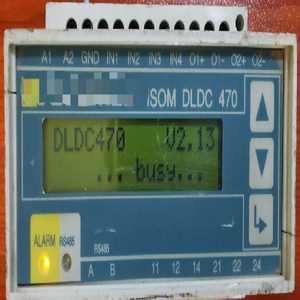 A1 A2 GND IN1 IN2 IN3 IN4 O1+ O1- O2+ O2-
iSOM DLDC 470
DLDC470 V2.13
... busy...
ALARM RS485
RS485
A B 11 12 14 21 22 24